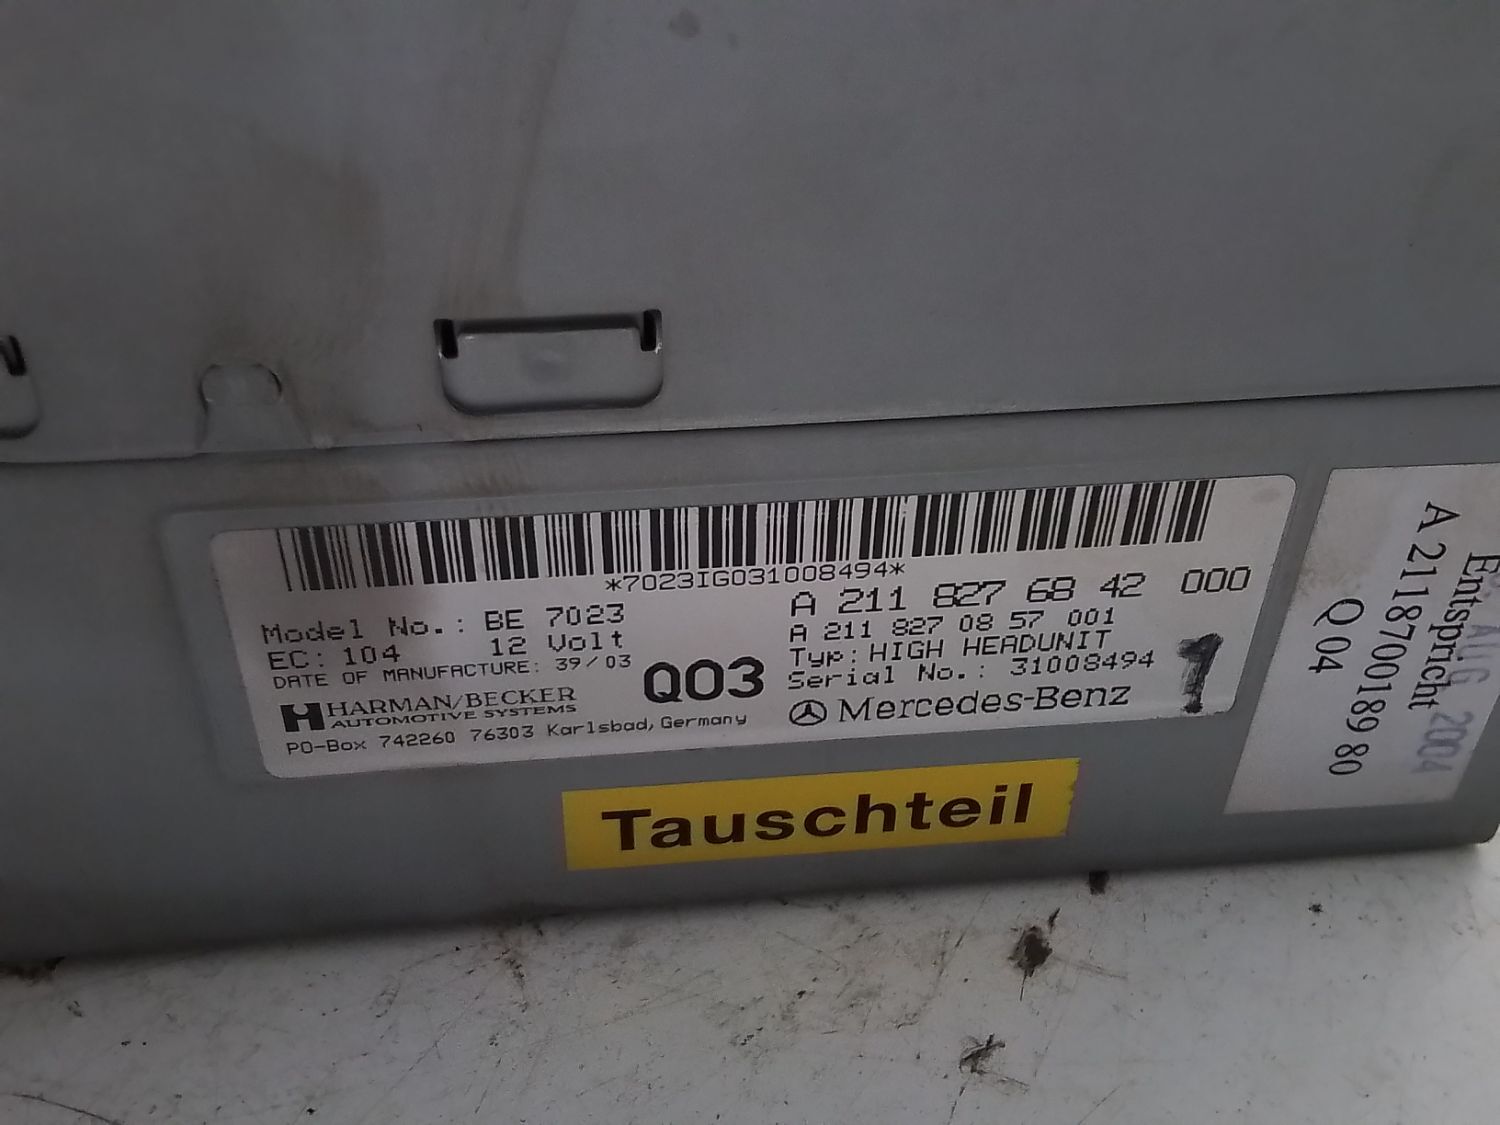 *7023IG031008494*
Model No.: BE 7023
EC: 104 12 Volt
DATE OF MANUFACTURE: 39/03
HARMAN/BECKER
AUTOMOTIVE SYSTEMS
PO-Box 742260 76303 Karlsbad, Germany
Q03
A 211 827 68 42 000
A 211 827 08 57 001
Typ: HIGH HEADUNIT
Serial No.: 31008494
Mercedes-Benz
1
Tauschteil
Entspricht
AUG 2004
A 2118700189 80
Q 04